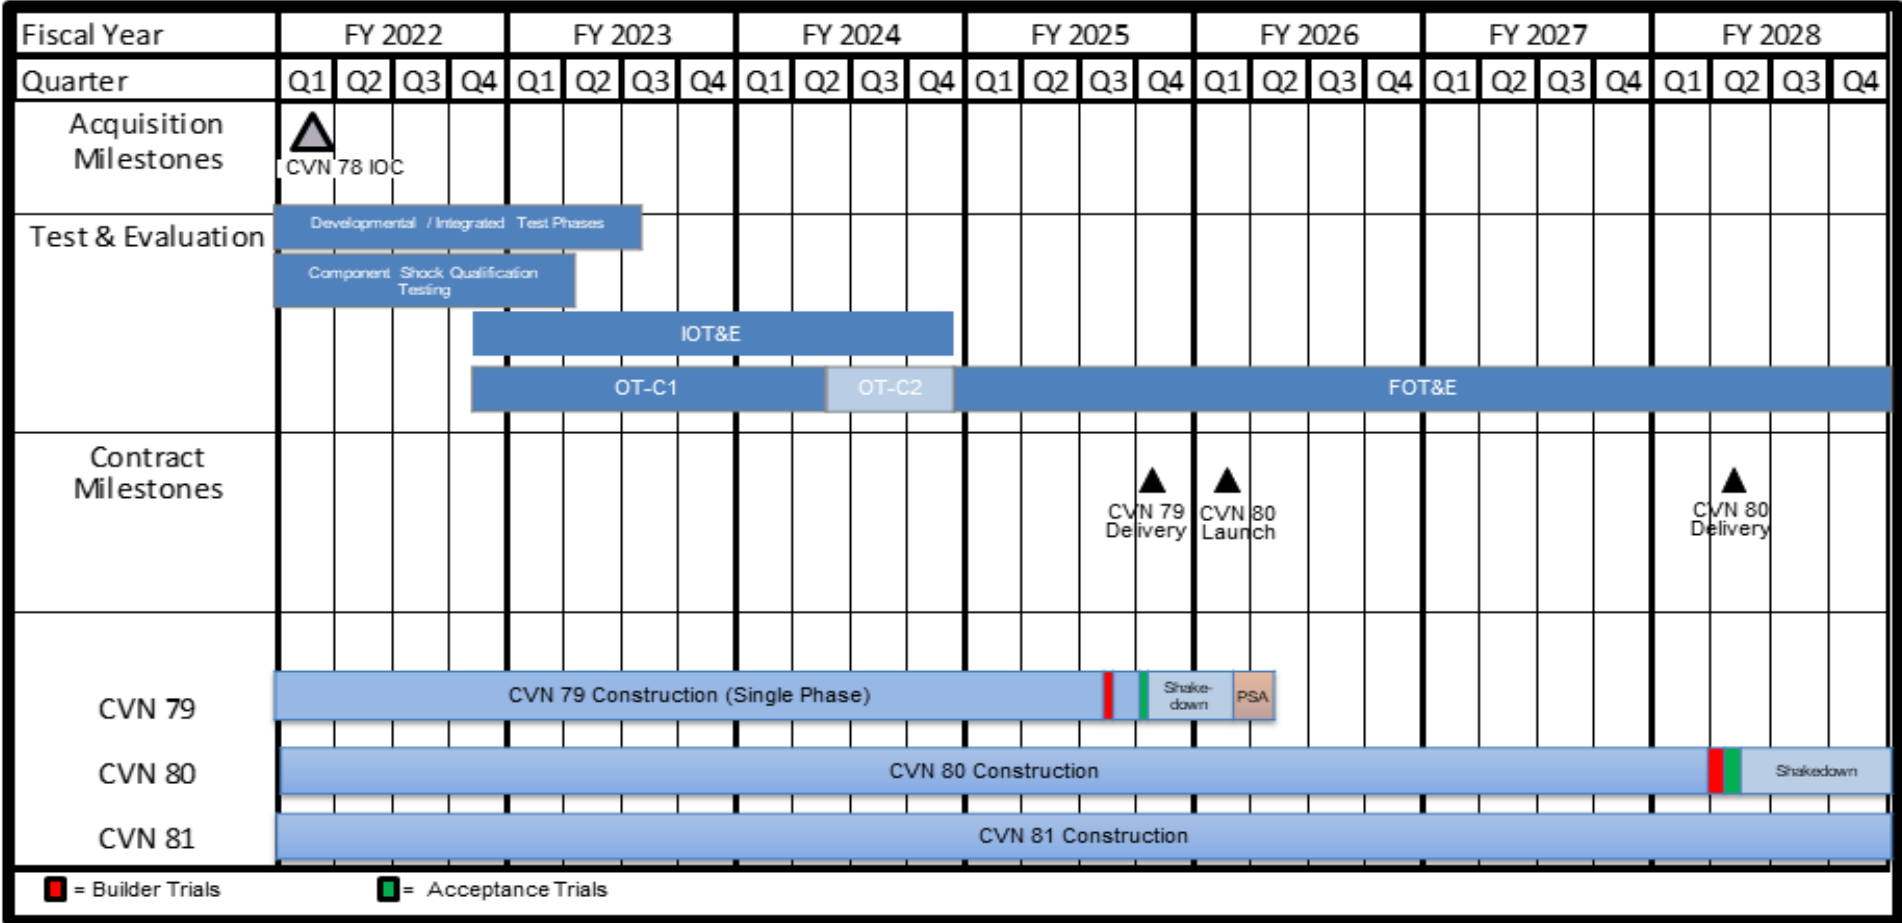 Fiscal Year FY 2022 FY 2023 FY 2024 FY 2025 FY 2026 FY 2027 FY 2028
Quarter Q1 Q2 Q3 Q4 Q1 Q2 Q3 Q4 Q1 Q2 Q3 Q4 Q1 Q2 Q3 Q4 Q1 Q2 Q3 Q4 Q1 Q2 Q3 Q4 Q1 Q2 Q3 Q4
Acquisition
Milestones
CVN 78 IOC
Test & Evaluation
Developmental / Integrated Test Phases
Component Shock Qualification
Testing
IOT&E
OT-C1 OT-C2 FOT&E
Contract
Milestones
CVN 79
Delivery
CVN 80
Launch
CVN 80
Delivery
CVN 79
CVN 79 Construction (Single Phase)
Shake-
down
PSA
CVN 80
CVN 80 Construction
Shakedown
CVN 81
CVN 81 Construction
= Builder Trials
= Acceptance Trials